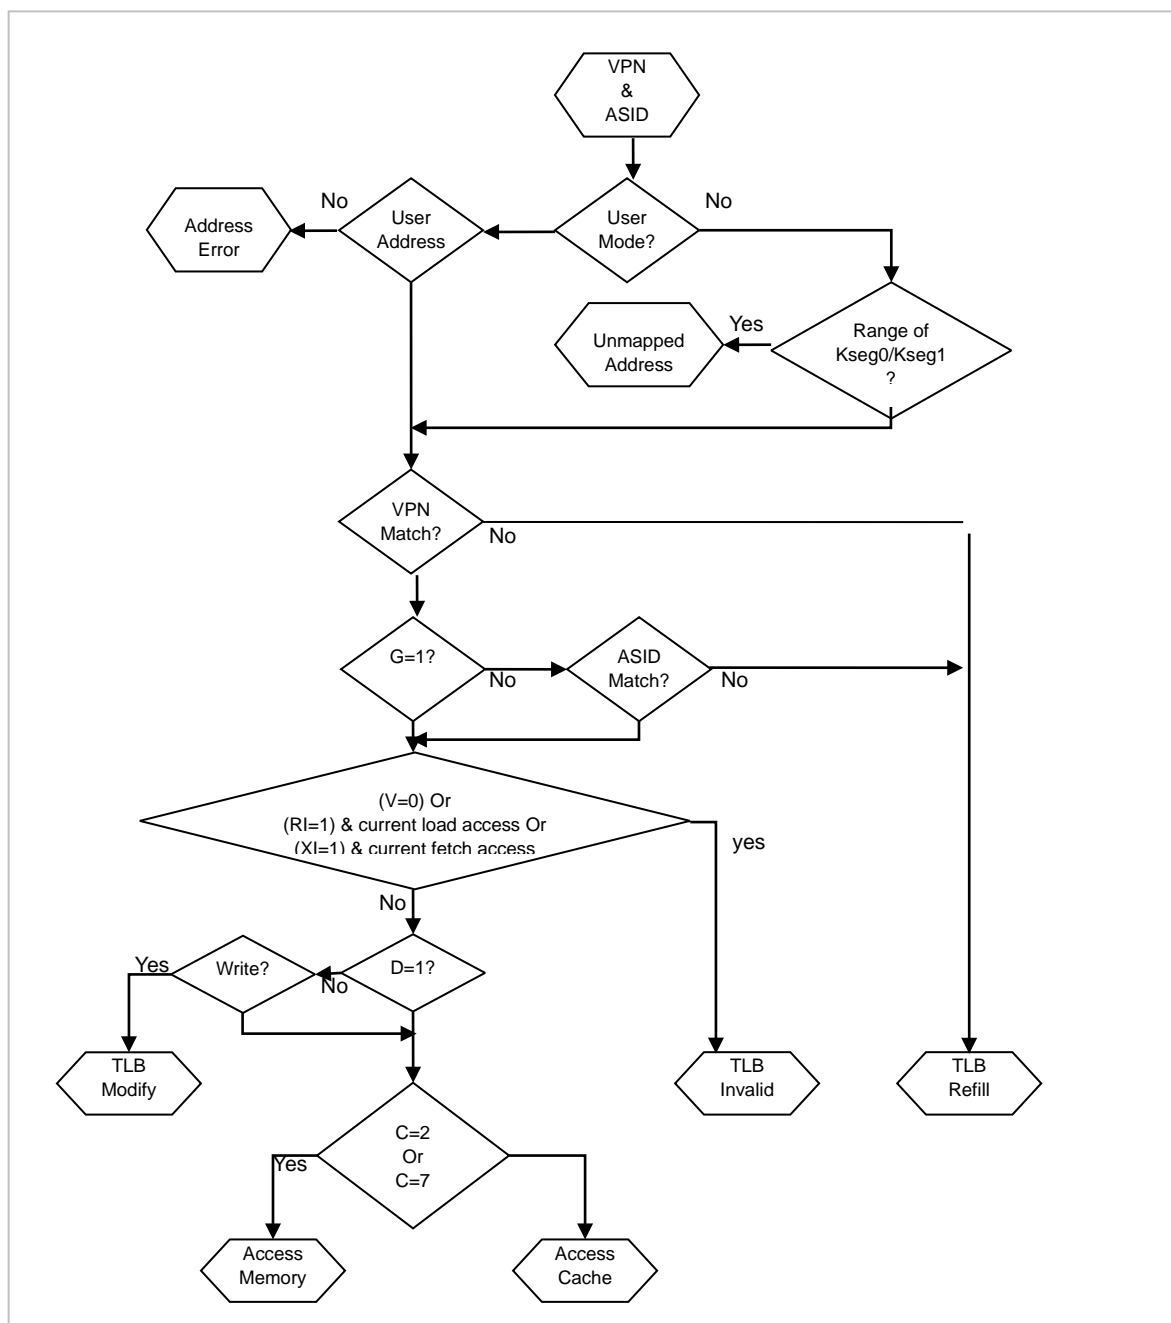 VPN
&
ASID
No
User
Address
User
Mode?
No
Address
Error
Unmapped
Address
Yes
Range of
Kseg0/Kseg1
?
VPN
Match?
No
G=1?
No
ASID
Match?
No
(V=0) Or
(RI=1) & current load access Or
(XI=1) & current fetch access
yes
No
Yes
Write?
No
D=1?
TLB
Modify
TLB
Invalid
TLB
Refill
C=2
Or
C=7
Yes
Access
Memory
Access
Cache